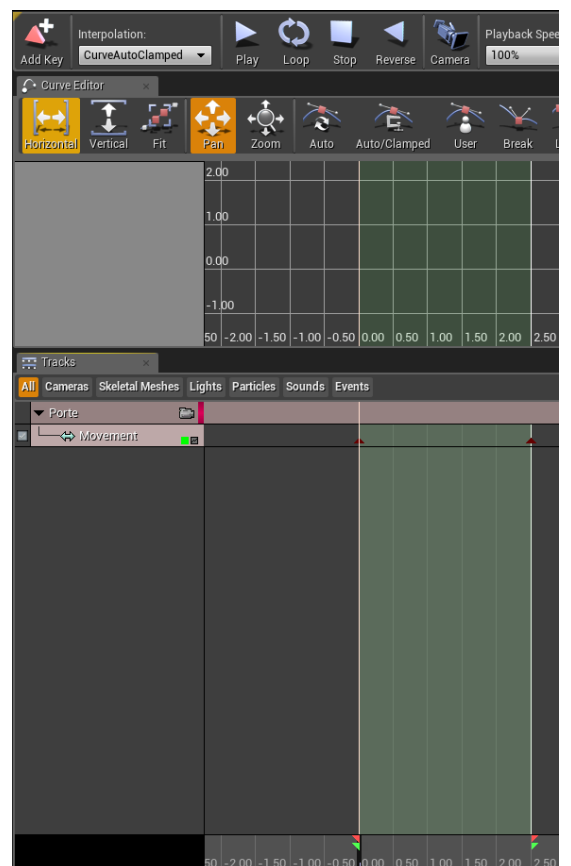 Interpolation:
Playback Spee
CurveAutoClamped
100%
Add Key
Play
Loop
Stop
Reverse
Camera
Curve Editor
Horizontal
Vertical
Fit
Pan
Zoom
Auto
Auto/Clamped
User
Break
L
2.00
1.00
0.00
-1.00
50 -2.00 -1.50 -1.00 -0.50 0.00 0.50 1.00 1.50 2.00 2.50
Tracks
All Cameras Skeletal Meshes Lights Particles Sounds Events
Porte
Movement
50 -2.00 -1.50 -1.00 -0.50 0.00 0.50 1.00 1.50 2.00 2.50